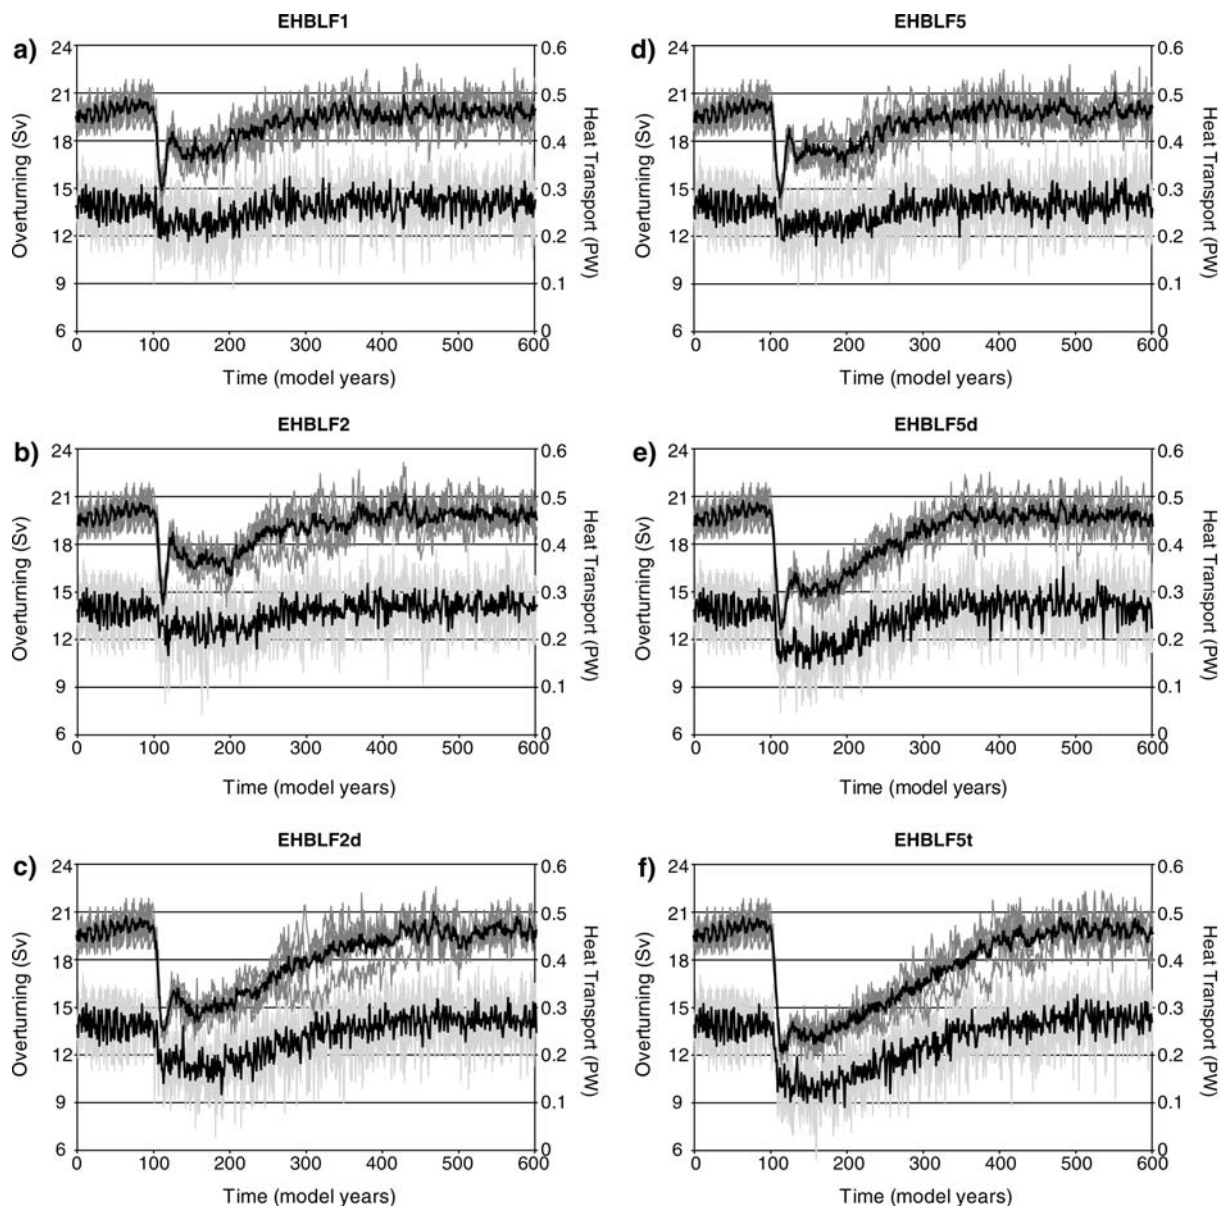 EHBLF1
a)
24
21
18
15
12
9
6
Overturning (Sv)
0.6
0.5
0.4
0.3
0.2
0.1
0
Heat Transport (PW)
0 100 200 300 400 500 600
Time (model years)
EHBLF5
d)
24
21
18
15
12
9
6
Overturning (Sv)
0.6
0.5
0.4
0.3
0.2
0.1
0
Heat Transport (PW)
0 100 200 300 400 500 600
Time (model years)
EHBLF2
b)
24
21
18
15
12
9
6
Overturning (Sv)
0.6
0.5
0.4
0.3
0.2
0.1
0
Heat Transport (PW)
0 100 200 300 400 500 600
Time (model years)
EHBLF5d
e)
24
21
18
15
12
9
6
Overturning (Sv)
0.6
0.5
0.4
0.3
0.2
0.1
0
Heat Transport (PW)
0 100 200 300 400 500 600
Time (model years)
EHBLF2d
c)
24
21
18
15
12
9
6
Overturning (Sv)
0.6
0.5
0.4
0.3
0.2
0.1
0
Heat Transport (PW)
0 100 200 300 400 500 600
Time (model years)
EHBLF5t
f)
24
21
18
15
12
9
6
Overturning (Sv)
0.6
0.5
0.4
0.3
0.2
0.1
0
Heat Transport (PW)
0 100 200 300 400 500 600
Time (model years)